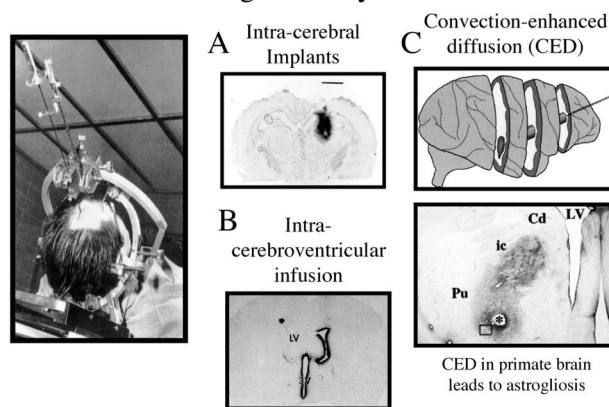 A
Intra-cerebral
Implants
B
Intra-
cerebroventricular
infusion
LV
3V
C
Convection-enhanced
diffusion (CED)
Cd
LV
ic
Pu
*
CED in primate brain
leads to astrogliosis